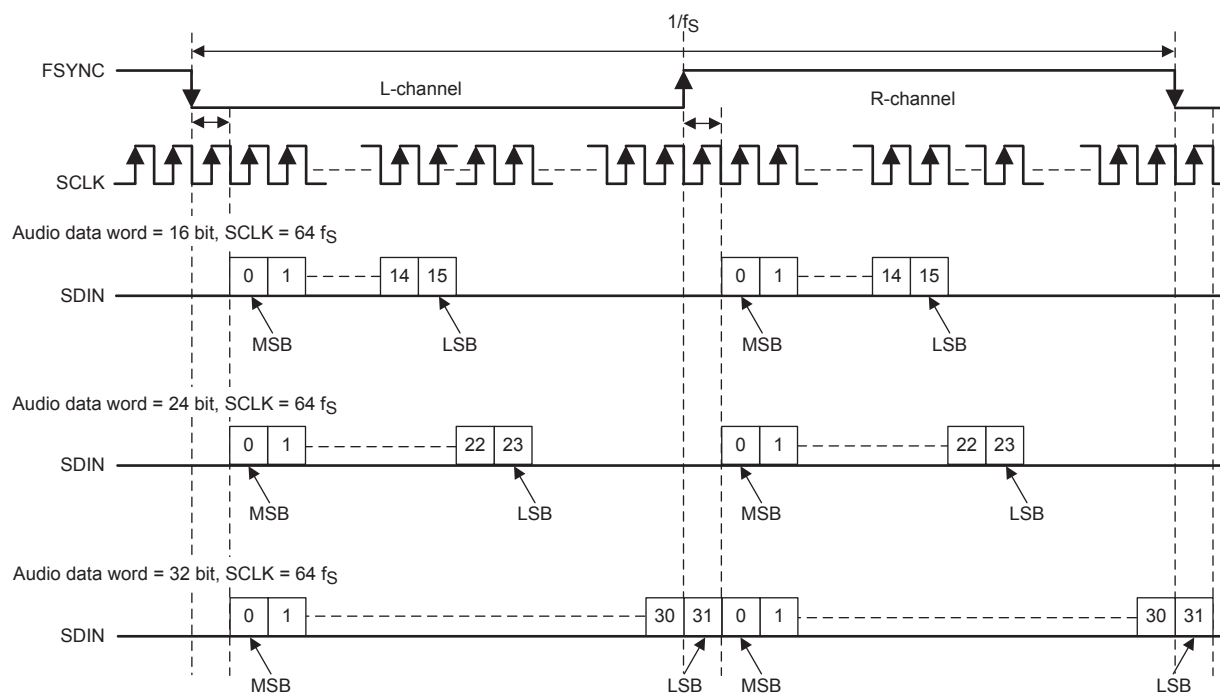 1/fS
FSYNC
L-channel
R-channel
SCLK
Audio data word = 16 bit, SCLK = 64 fS
0 1 14 15 0 1 14 15
SDIN
MSB LSB MSB LSB
Audio data word = 24 bit, SCLK = 64 fS
0 1 22 23 0 1 22 23
SDIN
MSB LSB MSB LSB
Audio data word = 32 bit, SCLK = 64 fS
0 1 30 31 0 1 30 31
SDIN
MSB LSB MSB LSB